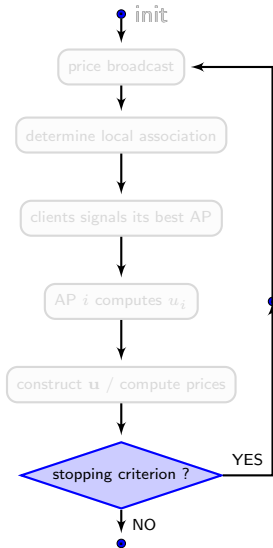 init
price broadcast
determine local association
clients signals its best AP
AP i computes u_i
construct u / compute prices
stopping criterion ?
YES
NO